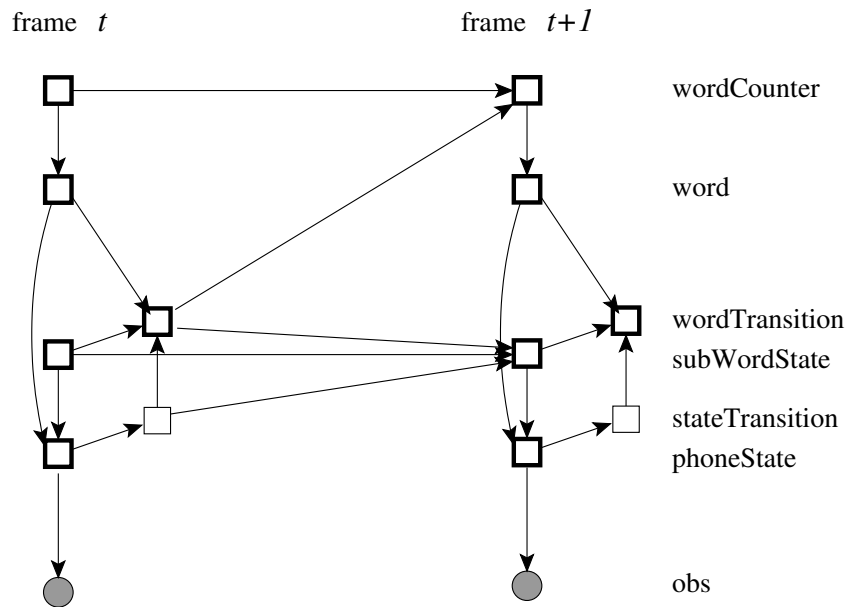 frame t
frame t+1
wordCounter
word
wordTransition
subWordState
stateTransition
phoneState
obs